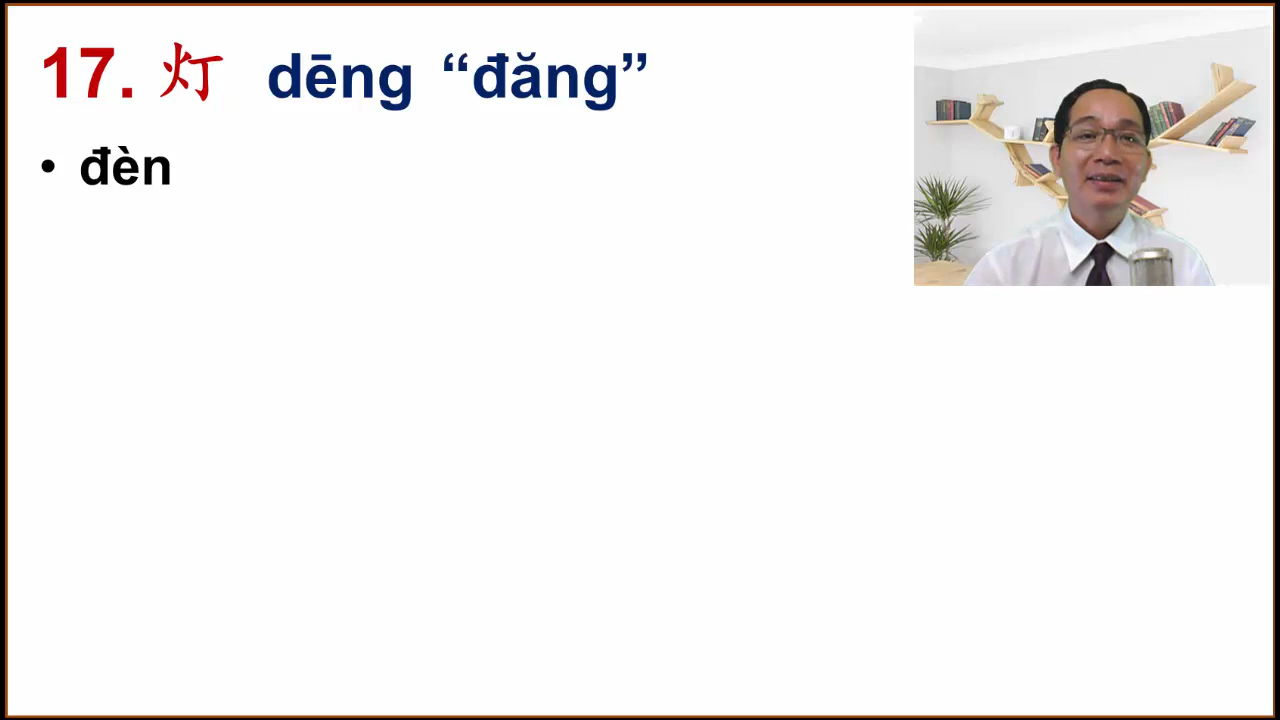 17. 灯 dēng “đăng”
• đèn